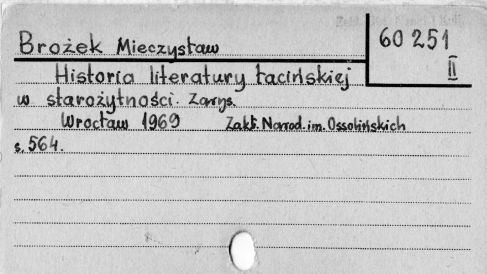 Brożek Mieczysław
60 251
II
Historia literatury łacińskiej
w starożytności. Zarys.
Wrocław 1969 Zakł. Narod. im. Ossolińskich
s. 564.